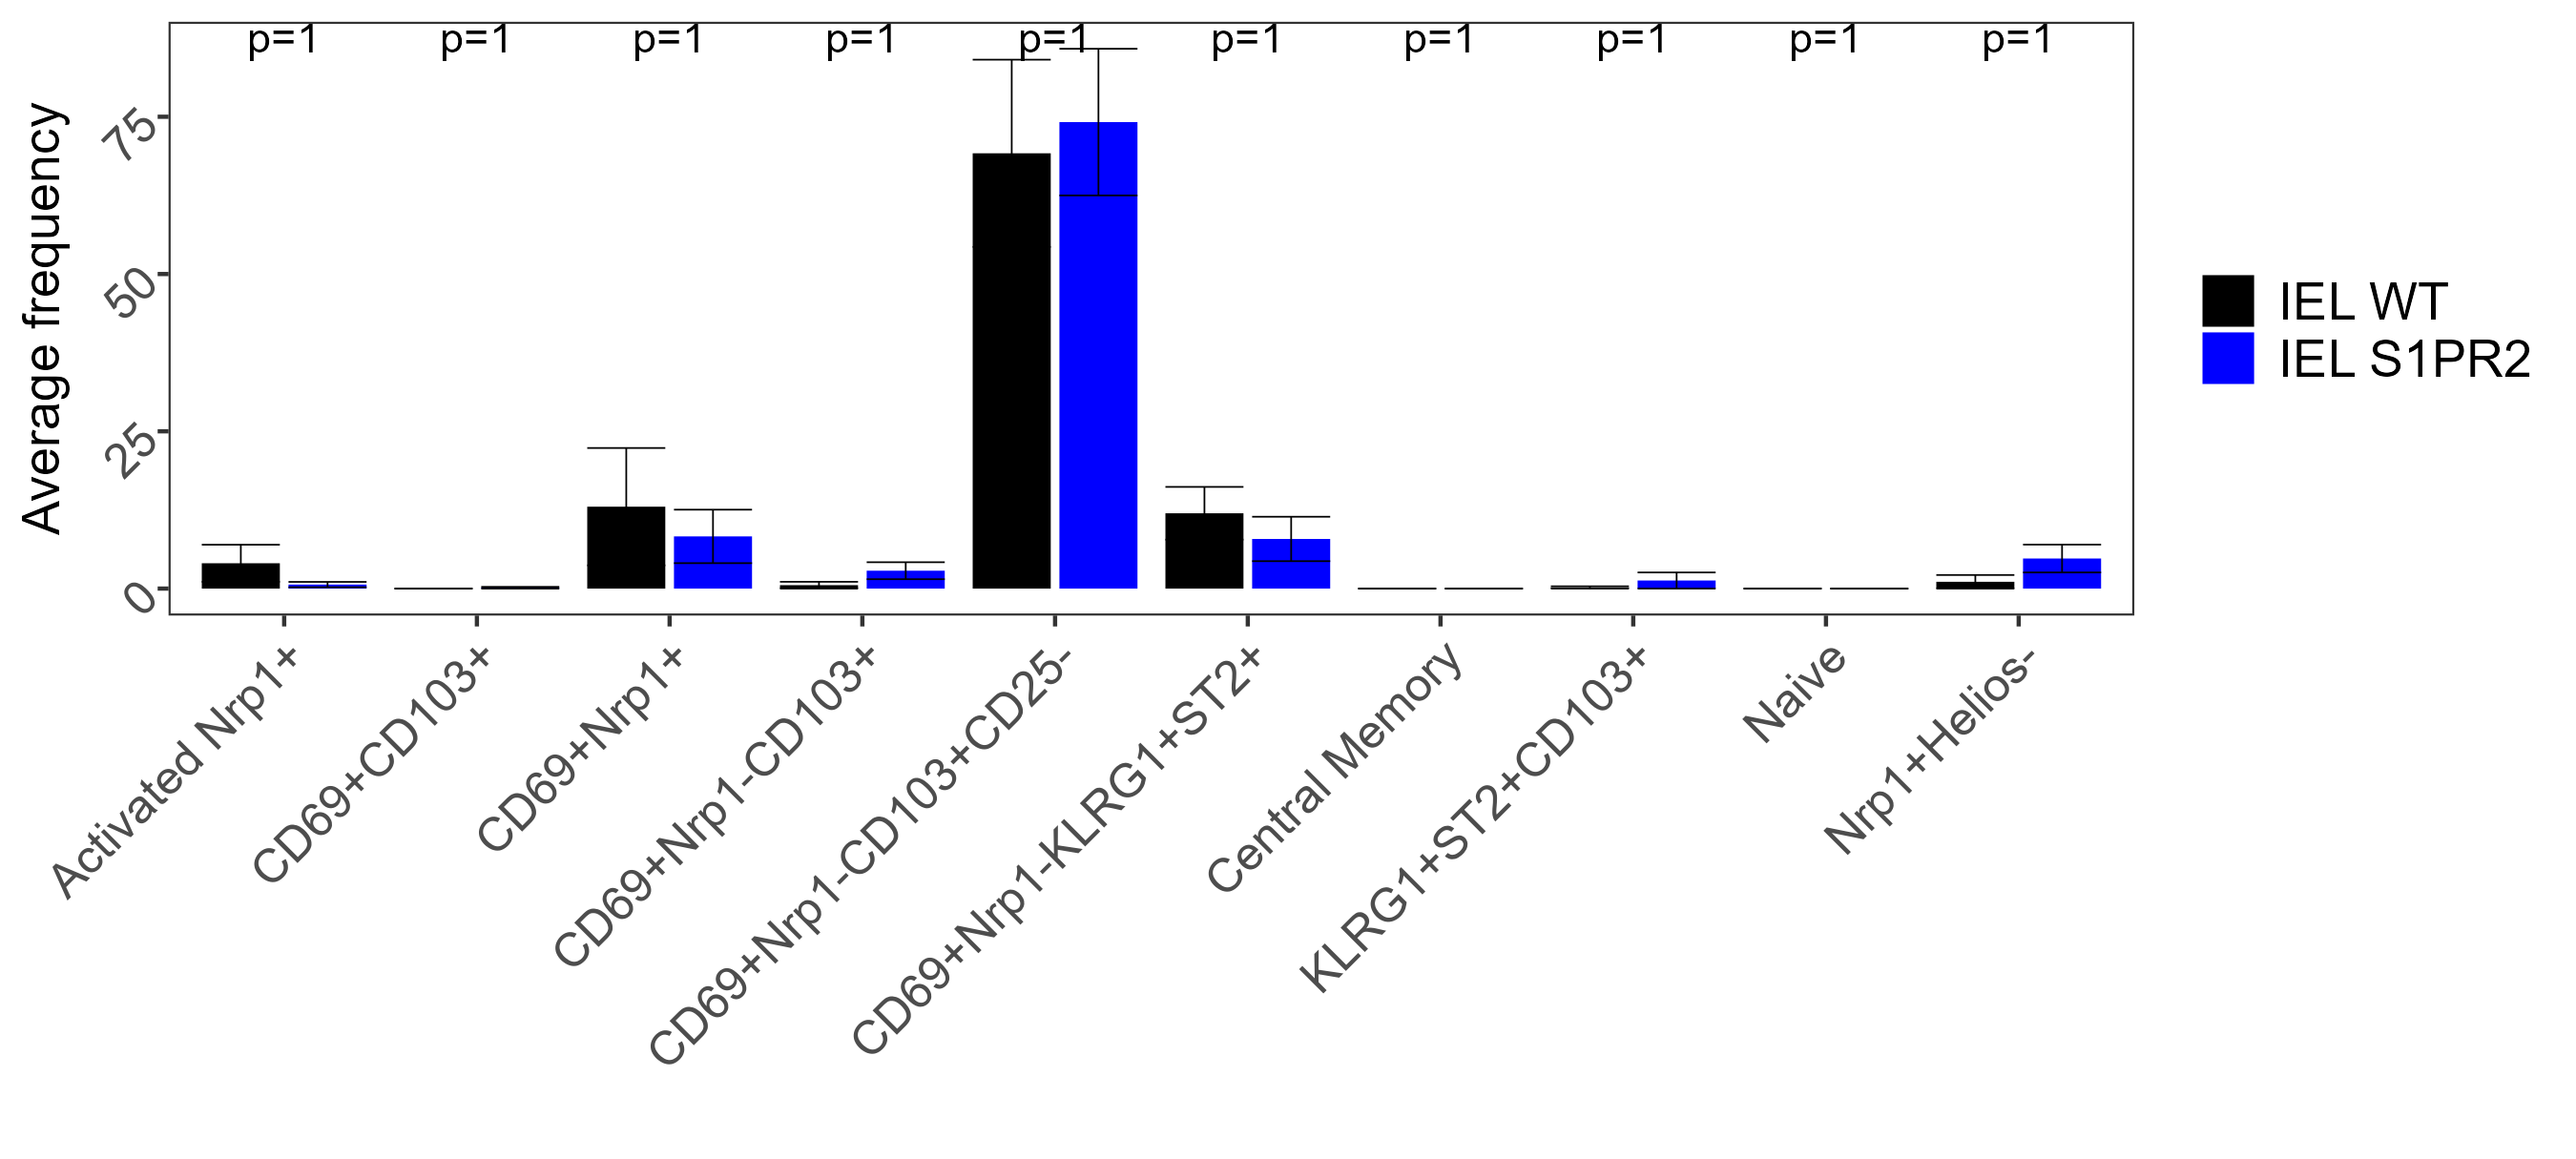 p=1 p=1 p=1 p=1 p=1 p=1 p=1 p=1 p=1 p=1
Average frequency
75
50
25
0
IEL WT
IEL S1PR2
Activated Nrp1+
CD69+CD103+
CD69+Nrp1+
CD69+Nrp1-CD103+
CD69+Nrp1-CD103+CD25-
CD69+Nrp1-KLRG1+ST2+
Central Memory
KLRG1+ST2+CD103+
Naive
Nrp1+Helios-